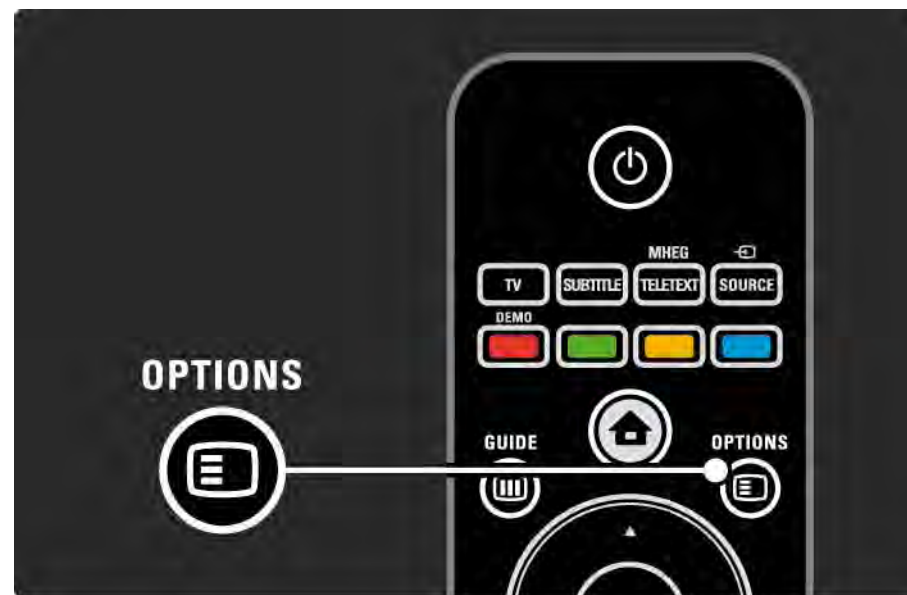 MHEG
TV SUBTITLE TELETEXT SOURCE
DEMO
OPTIONS
GUIDE OPTIONS